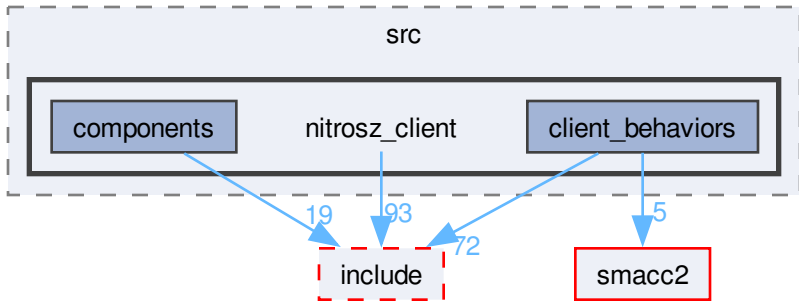 src
components
nitrosz_client
client_behaviors
19
93
72
5
include
smacc2